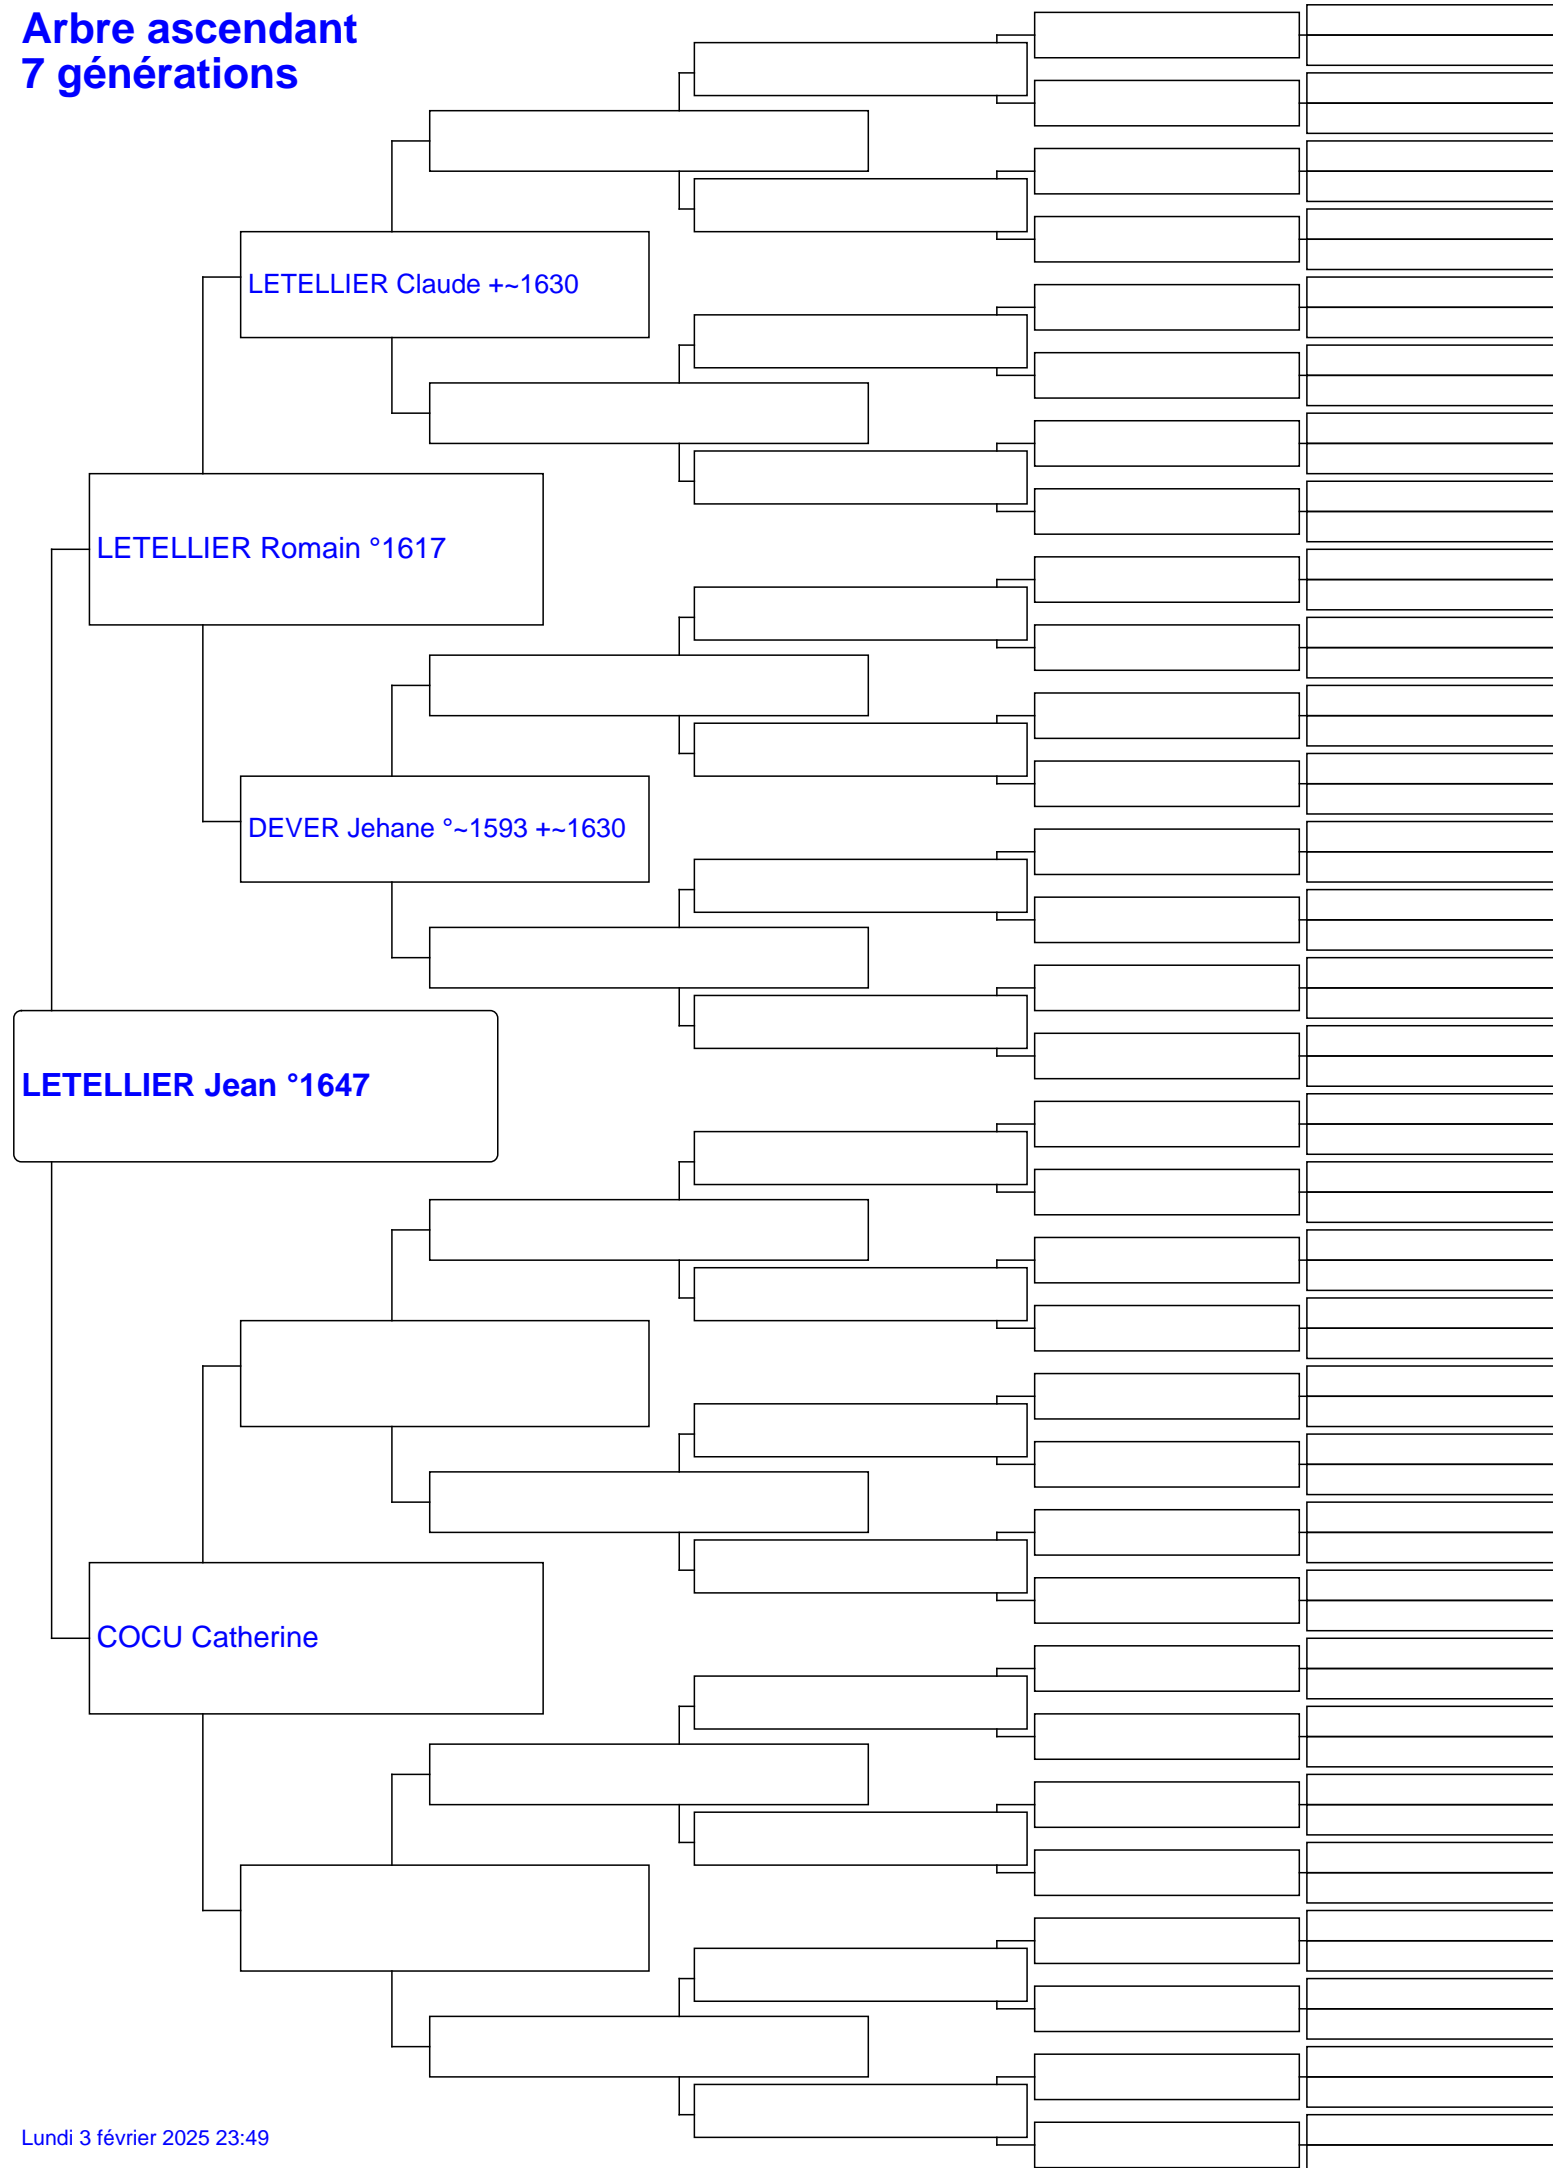 Arbre ascendant
7 générations
LETELLIER Claude +~1630
LETELLIER Romain °1617
DEVER Jehane °~1593 +~1630
LETELLIER Jean °1647
COCU Catherine
Lundi 3 février 2025 23:49